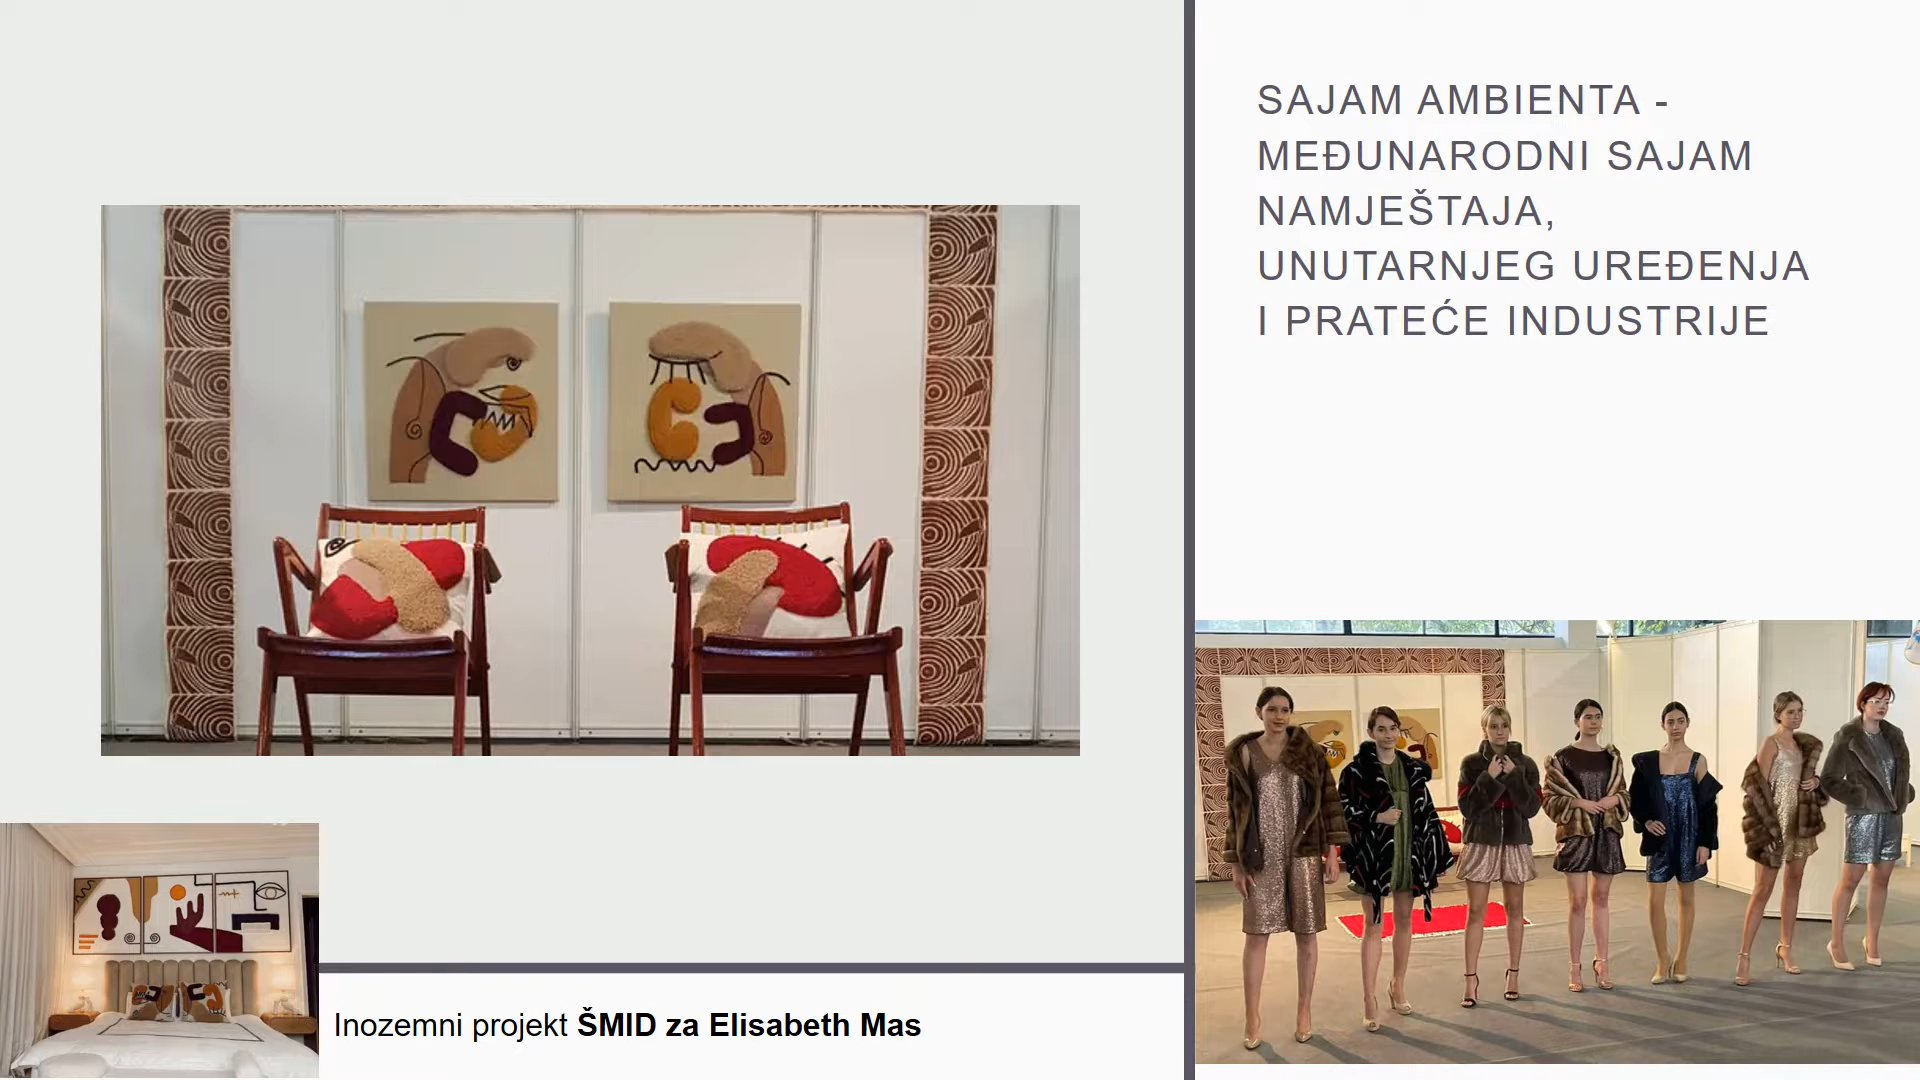 SAJAM AMBIENTA -
MEĐUNARODNI SAJAM
NAMJEŠTAJA,
UNUTARNJEG UREĐENJA
I PRATEĆE INDUSTRIJE
Inozemni projekt ŠMID za Elisabeth Mas